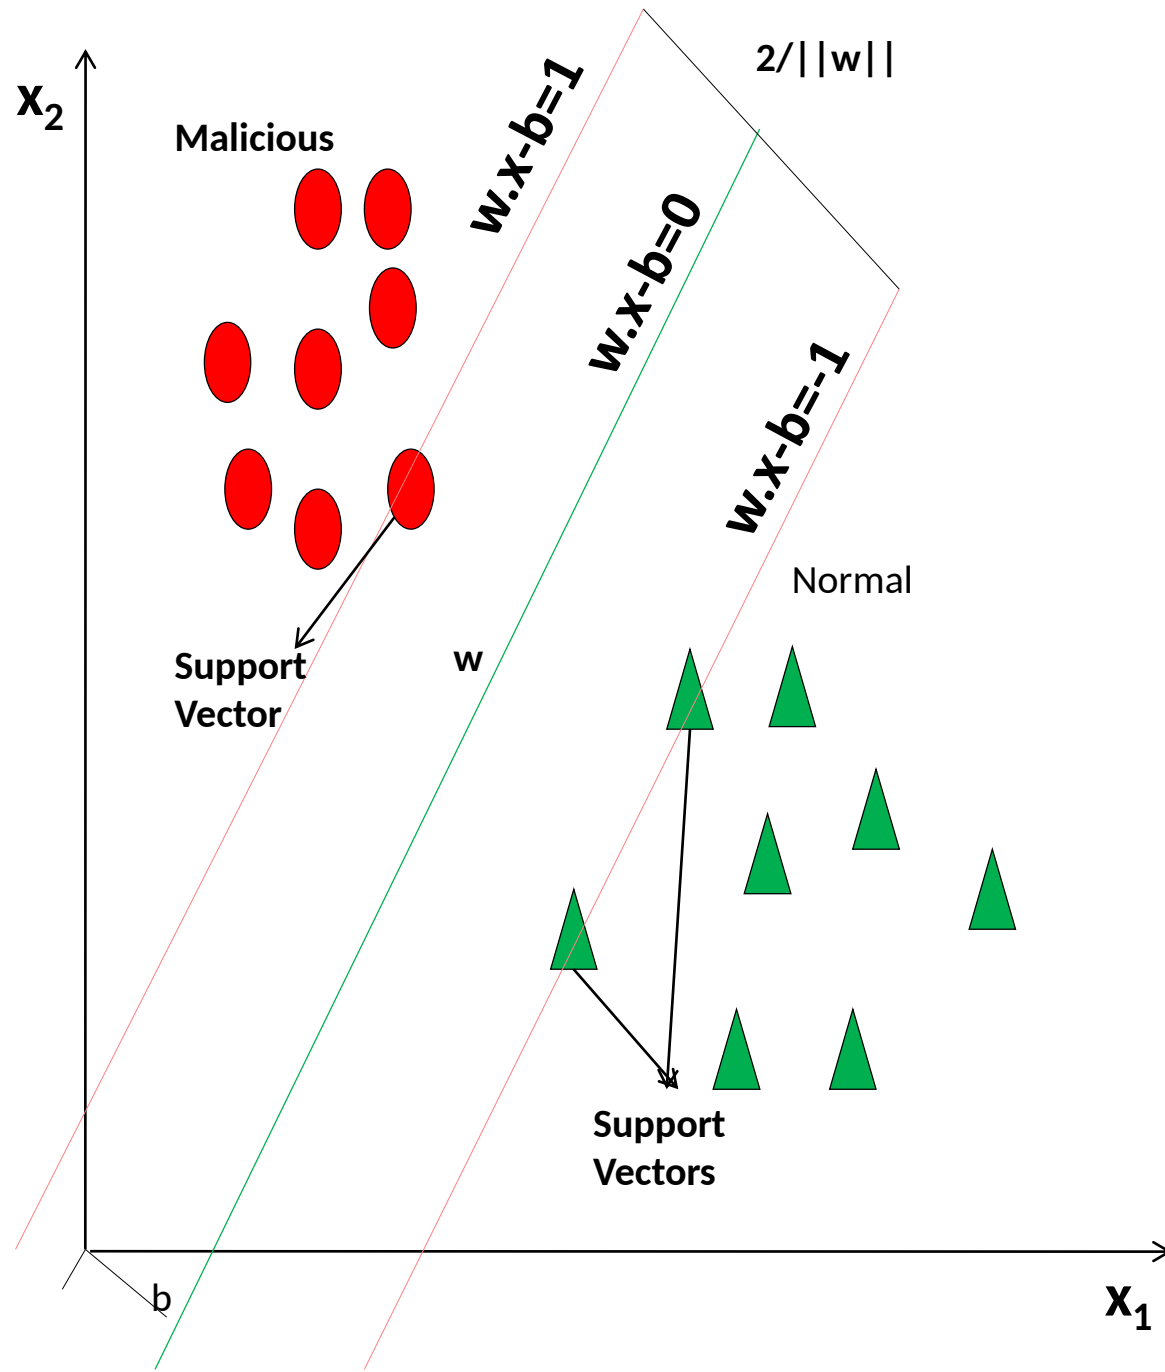 2/||w||
w.x-b=1
x2
Malicious
w.x-b=0
w.x-b=-1
Normal
w
Support
Vector
Support
Vectors
b
x1